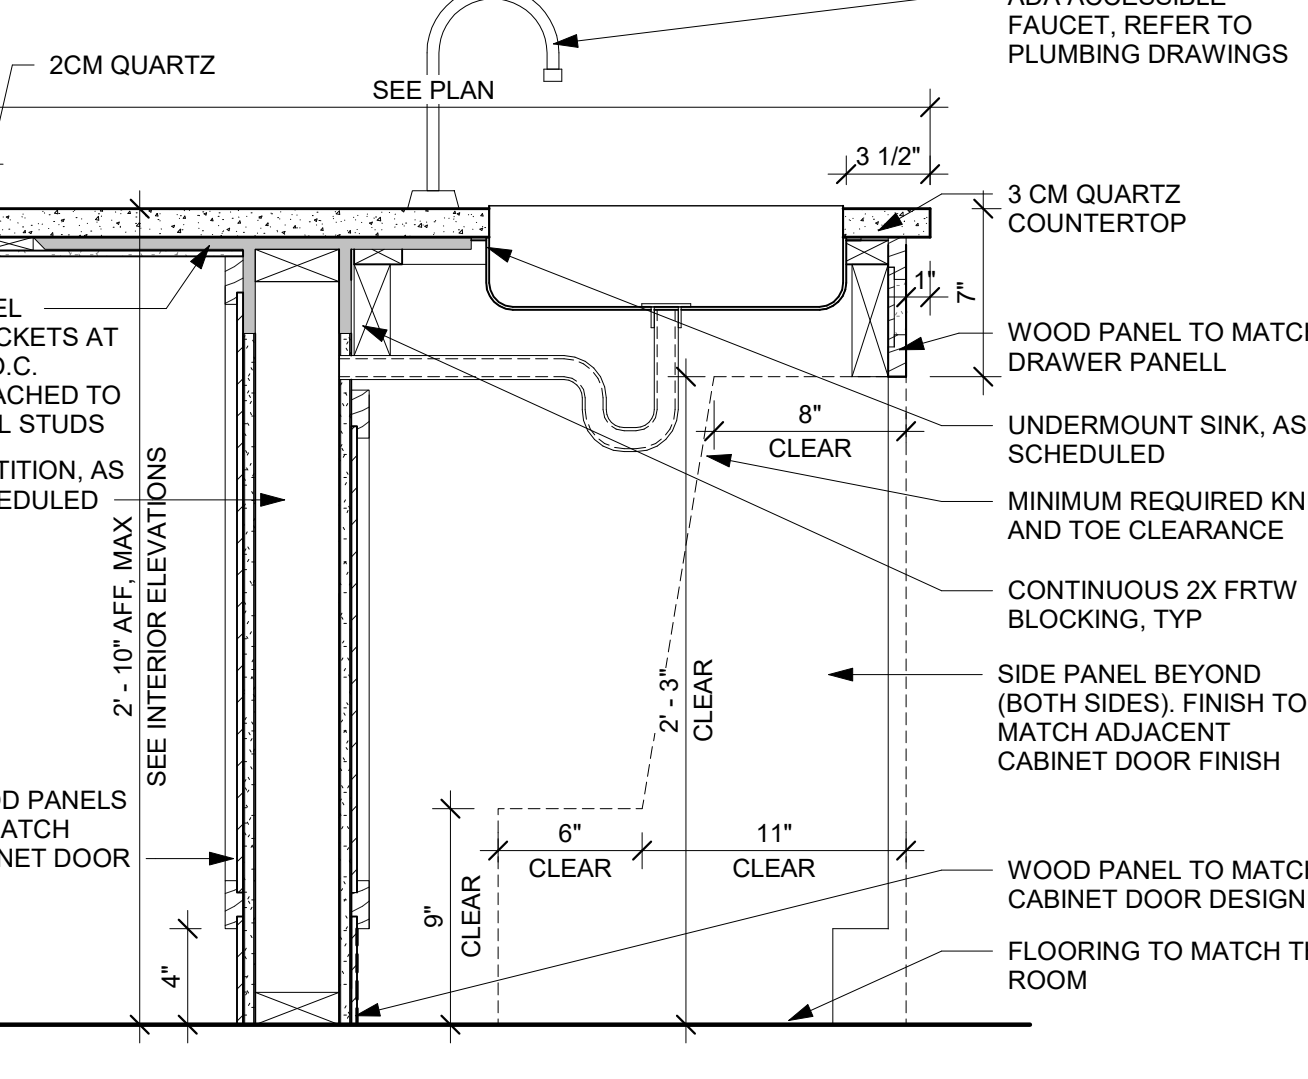 ADA ACCESSIBLE
FAUCET, REFER TO
PLUMBING DRAWINGS
2CM QUARTZ
SEE PLAN
3 1/2"
3 CM QUARTZ
COUNTERTOP
1"
7"
EL
CKETS AT
O.C.
ACHED TO
L STUDS
WOOD PANEL TO MATCH
DRAWER PANELL
8"
CLEAR
UNDERMOUNT SINK, AS
SCHEDULED
TITION, AS
EDULED
MINIMUM REQUIRED KN
AND TOE CLEARANCE
2' - 10" AFF, MAX
SEE INTERIOR ELEVATIONS
CONTINUOUS 2X FRTW
BLOCKING, TYP
2' - 3"
CLEAR
SIDE PANEL BEYOND
(BOTH SIDES). FINISH TO
MATCH ADJACENT
CABINET DOOR FINISH
OD PANELS
MATCH
NET DOOR
6"
CLEAR
11"
CLEAR
9"
CLEAR
WOOD PANEL TO MATCH
CABINET DOOR DESIGN
4"
FLOORING TO MATCH T
ROOM